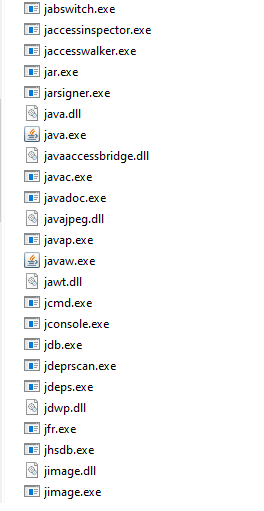 jabswitch.exe
jaccessinspector.exe
jaccesswalker.exe
jar.exe
jarsigner.exe
java.dll
java.exe
javaaccessbridge.dll
javac.exe
javadoc.exe
javajpeg.dll
javap.exe
javaw.exe
jawt.dll
jcmd.exe
jconsole.exe
jdb.exe
jdeprscan.exe
jdeps.exe
jdwp.dll
jfr.exe
jhsdb.exe
jimage.dll
jimage.exe